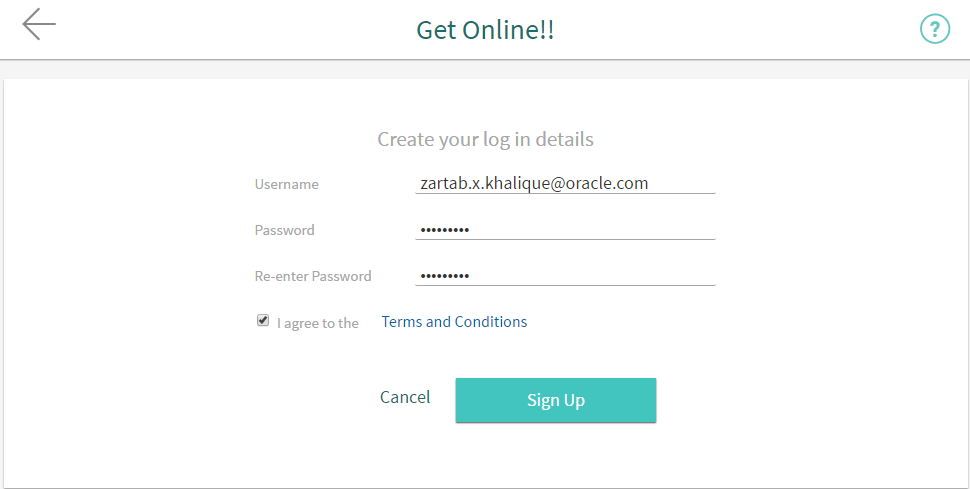 Get Online!!
?
Create your log in details
Username zartab.x.khalique@oracle.com
Password •••••••••
Re-enter Password •••••••••
I agree to the Terms and Conditions
Cancel Sign Up